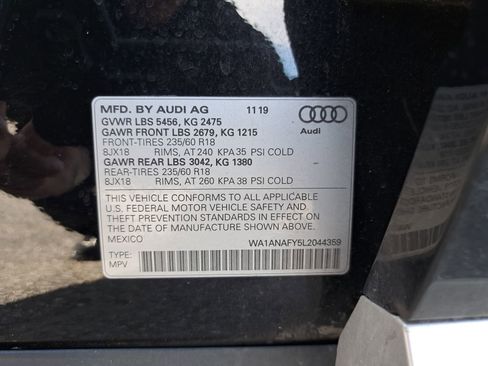 MFD. BY AUDI AG 11 19
GVWR LBS 5456, KG 2475
GAWR FRONT LBS 2679, KG 1215
FRONT-TIRES 235/60 R18
8JX18 RIMS, AT 240 KPA 35 PSI COLD
GAWR REAR LBS 3042, KG 1380
REAR-TIRES 235/60 R18
8JX18 RIMS, AT 260 KPA 38 PSI COLD
Audi
THIS VEHICLE CONFORMS TO ALL APPLICABLE
U.S. FEDERAL MOTOR VEHICLE SAFETY AND
THEFT PREVENTION STANDARDS IN EFFECT ON
THE DATE OF MANUFACTURE SHOWN ABOVE.
MEXICO WA1ANAFY5L2044359
TYPE:
MPV